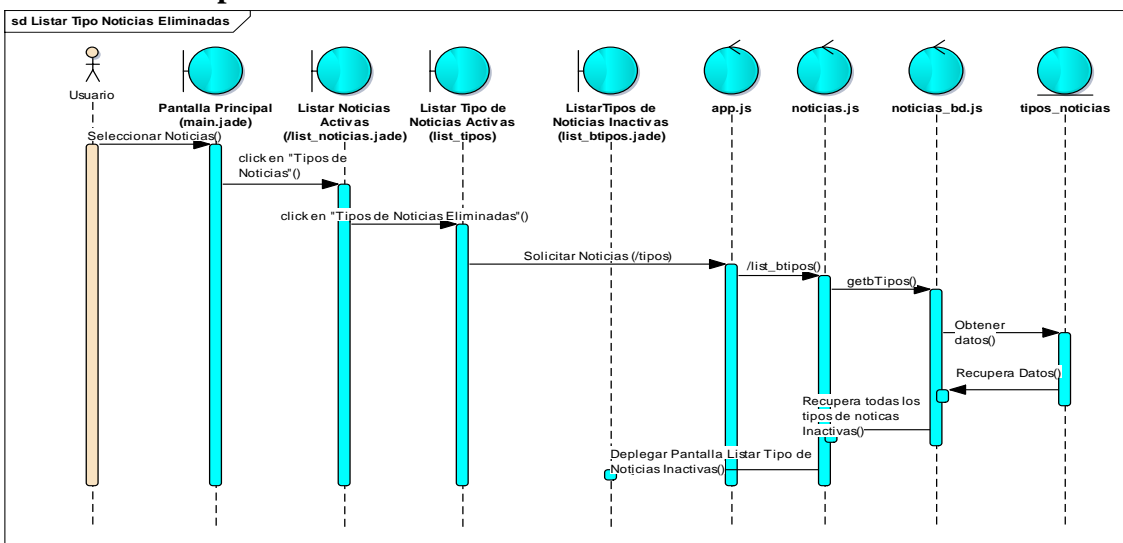 sd Listar Tipo Noticias Eliminadas
Usuario
Pantalla Principal
(main.jade)
Listar Noticias
Activas
(/list_noticias.jade)
Listar Tipo de
Noticias Activas
(list_tipos)
ListarTipos de
Noticias Inactivas
(list_btipos.jade)
app.js
noticias.js
noticias_bd.js
tipos_noticias
Seleccionar Noticias()
click en "Tipos de
Noticias"()
click en "Tipos de Noticias Eliminadas"()
Solicitar Noticias (/tipos)
/list_btipos()
getbTipos()
Obtener
datos()
Recupera Datos()
Recupera todas los
tipos de noticas
Inactivas()
Deplegar Pantalla Listar Tipo de
Noticias Inactivas()